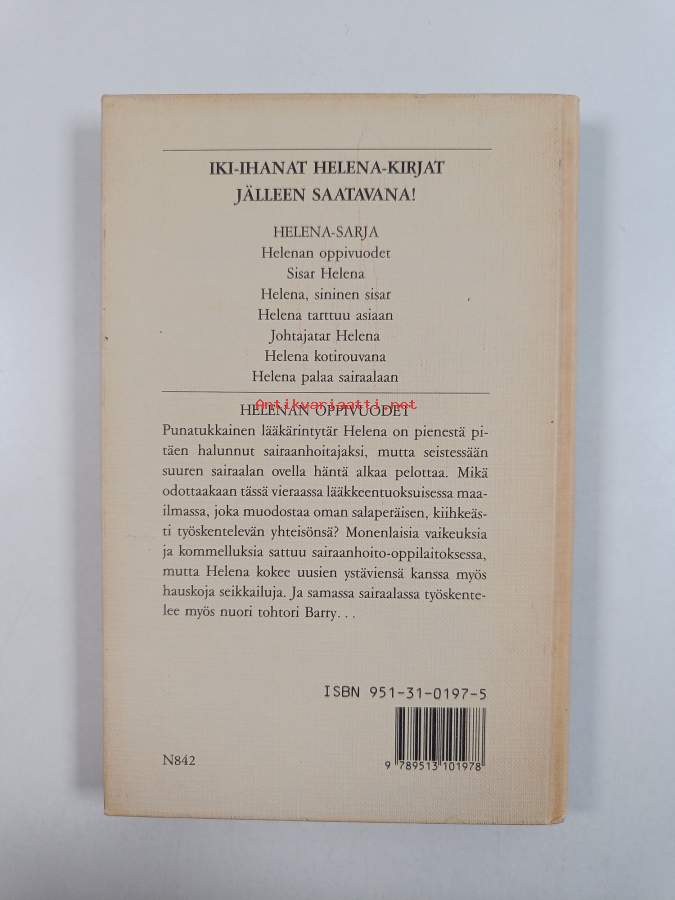 IKI-IHANAT HELENA-KIRJAT
JÄLLEEN SAATAVANA!
HELENA-SARJA
Helenan oppivuodet
Sisar Helena
Helena, sininen sisar
Helena tarttuu asiaan
Johtajatar Helena
Helena kotirouvana
Helena palaa sairaalaan
Antikvariaatti.net
HELENAN OPPIVUODET
Punatukkainen lääkärintytär Helena on pienestä pi-
täen halunnut sairaanhoitajaksi, mutta seistessään
suuren sairaalan ovella häntä alkaa pelottaa. Mikä
odottaakaan tässä vieraassa lääkkeentuoksuisessa maa-
ilmassa, joka muodostaa oman salaperäisen, kiihkeäs-
ti työskentelevän yhteisönsä? Monenlaisia vaikeuksia
ja kommelluksia sattuu sairaanhoito-oppilaitoksessa,
mutta Helena kokee uusien ystäviensä kanssa myös
hauskoja seikkailuja. Ja samassa sairaalassa työskente-
lee myös nuori tohtori Barry...
ISBN 951-31-0197-5
9 789513 101978
N842